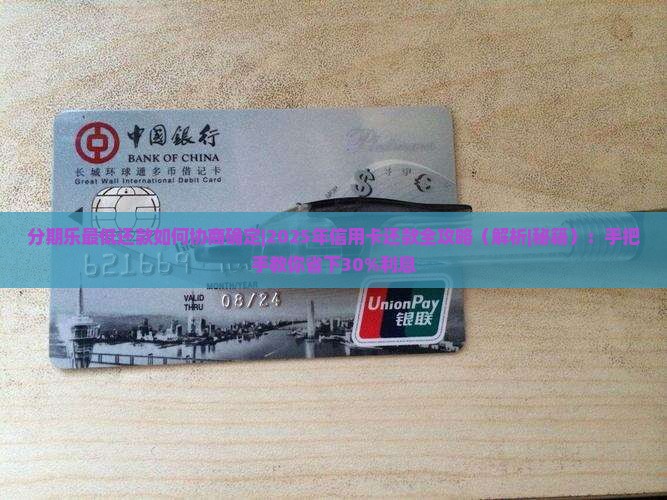 中国银行
BANK OF CHINA
长城环球通多币借记卡
Great Wall International Debit Card
分期乐最低还款如何协商确定|2025年信用卡还款全攻略（解析|秘籍）：手把
手教你省下30%利息
MONTH/YEAR
VALID
THRU
08/24
UnionPay
银联